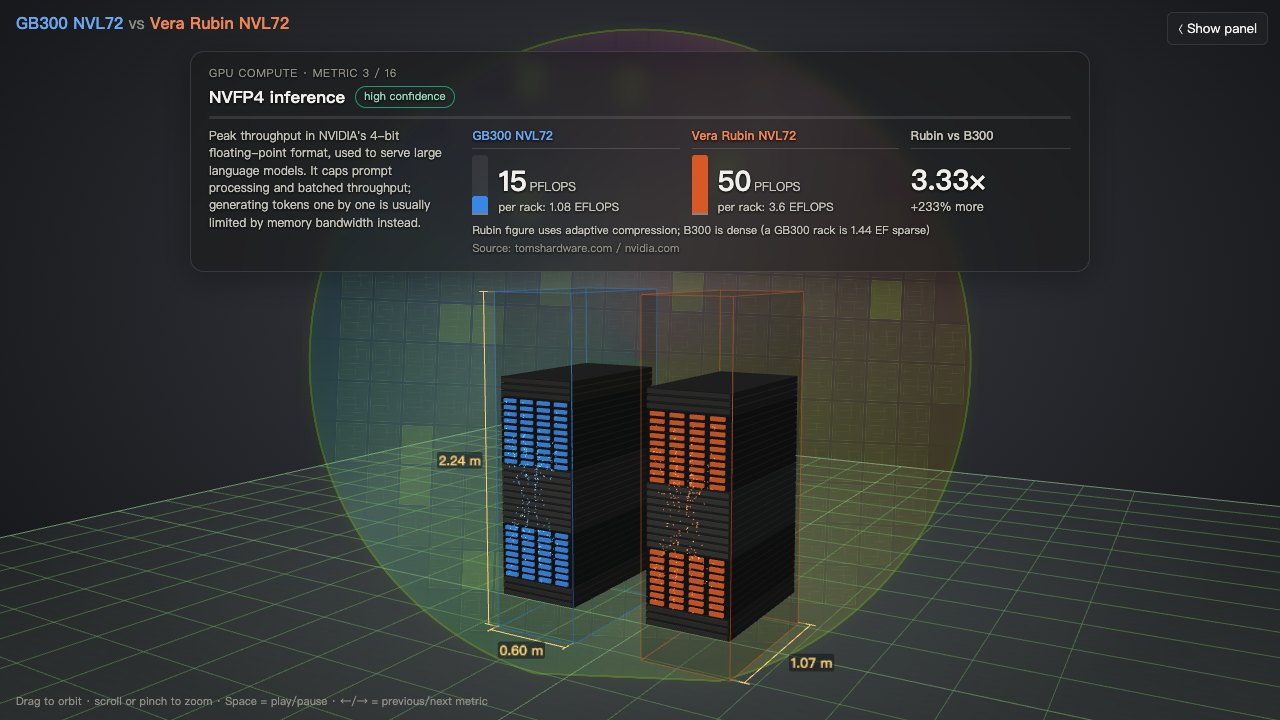 GB300 NVL72 vs Vera Rubin NVL72
〈 Show panel
GPU COMPUTE · METRIC 3 / 16
NVFP4 inference
high confidence
Peak throughput in NVIDIA's 4-bit
floating-point format, used to serve large
language models. It caps prompt
processing and batched throughput;
generating tokens one by one is usually
limited by memory bandwidth instead.
GB300 NVL72
15 PFLOPS
per rack: 1.08 EFLOPS
Vera Rubin NVL72
50 PFLOPS
per rack: 3.6 EFLOPS
Rubin vs B300
3.33×
+233% more
Rubin figure uses adaptive compression; B300 is dense (a GB300 rack is 1.44 EF sparse)
Source: tomshardware.com / nvidia.com
2.24 m
0.60 m
1.07 m
Drag to orbit · scroll or pinch to zoom · Space = play/pause · ←/→ = previous/next metric